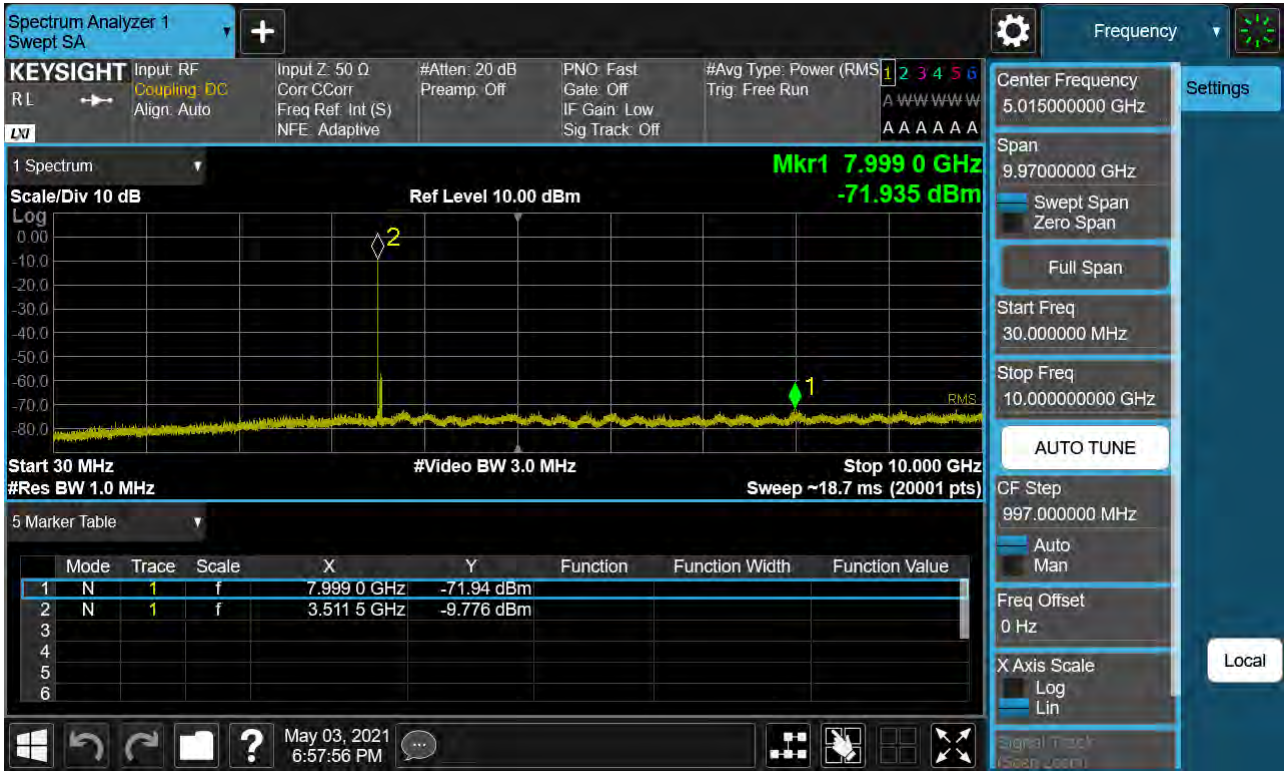 Spectrum Analyzer 1
Swept SA
+
Frequency
KEYSIGHT
RL
LXI
Input: RF
Coupling: DC
Align: Auto
Input Z: 50 Ω
Corr CCorr
Freq Ref: Int (S)
NFE: Adaptive
#Atten: 20 dB
Preamp: Off
PNO: Fast
Gate: Off
IF Gain: Low
Sig Track: Off
#Avg Type: Power (RMS
Trig: Free Run
1 2 3 4 5 6
A W W W W W
A A A A A A
Center Frequency
5.015000000 GHz
Settings
Span
9.97000000 GHz
Swept Span
Zero Span
Full Span
Start Freq
30.000000 MHz
Stop Freq
10.000000000 GHz
AUTO TUNE
CF Step
997.000000 MHz
Auto
Man
Freq Offset
0 Hz
X Axis Scale
Log
Lin
Signal Track
(Span Zoom)
Local
1 Spectrum
Mkr1 7.999 0 GHz
-71.935 dBm
Scale/Div 10 dB
Ref Level 10.00 dBm
Log
0.00
-10.0
-20.0
-30.0
-40.0
-50.0
-60.0
-70.0
-80.0
2
1
RMS
Start 30 MHz
#Video BW 3.0 MHz
Stop 10.000 GHz
#Res BW 1.0 MHz
Sweep ~18.7 ms (20001 pts)
5 Marker Table
Mode Trace Scale X Y Function Function Width Function Value
1 N 1 f 7.999 0 GHz -71.94 dBm
2 N 1 f 3.511 5 GHz -9.776 dBm
3
4
5
6
?
May 03, 2021
6:57:56 PM